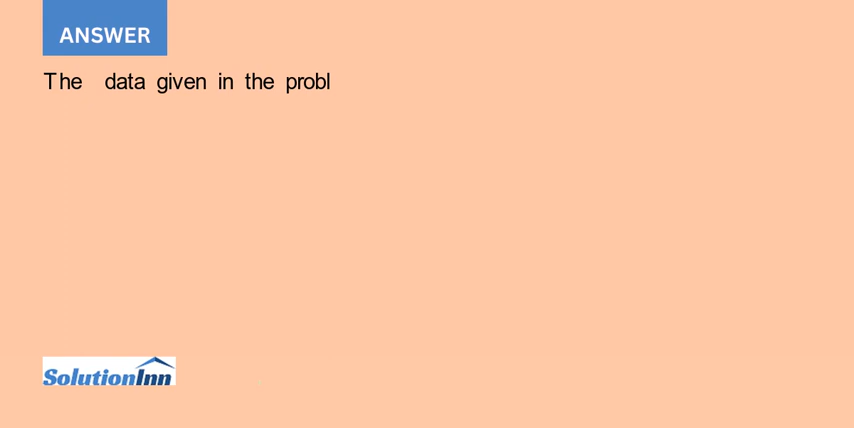 ANSWER
The data given in the probl
SolutionInn